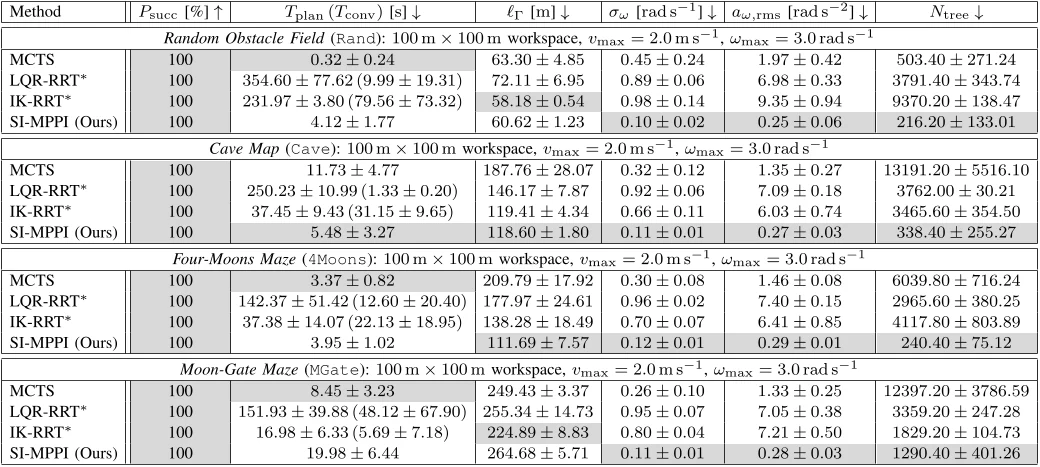 Method P_succ [%] ↑ T_plan (T_conv) [s] ↓ ℓ_Γ [m] ↓ σ_ω [rad s⁻¹] ↓ a_ω,rms [rad s⁻²] ↓ N_tree ↓
Random Obstacle Field (Rand): 100 m × 100 m workspace, v_max = 2.0 m s⁻¹, ω_max = 3.0 rad s⁻¹
MCTS 100 0.32 ± 0.24 63.30 ± 4.85 0.45 ± 0.24 1.97 ± 0.42 503.40 ± 271.24
LQR-RRT* 100 354.60 ± 77.62 (9.99 ± 19.31) 72.11 ± 6.95 0.89 ± 0.06 6.98 ± 0.33 3791.40 ± 343.74
IK-RRT* 100 231.97 ± 3.80 (79.56 ± 73.32) 58.18 ± 0.54 0.98 ± 0.14 9.35 ± 0.94 9370.20 ± 138.47
SI-MPPI (Ours) 100 4.12 ± 1.77 60.62 ± 1.23 0.10 ± 0.02 0.25 ± 0.06 216.20 ± 133.01
Cave Map (Cave): 100 m × 100 m workspace, v_max = 2.0 m s⁻¹, ω_max = 3.0 rad s⁻¹
MCTS 100 11.73 ± 4.77 187.76 ± 28.07 0.32 ± 0.12 1.35 ± 0.27 13191.20 ± 5516.10
LQR-RRT* 100 250.23 ± 10.99 (1.33 ± 0.20) 146.17 ± 7.87 0.92 ± 0.06 7.09 ± 0.18 3762.00 ± 30.21
IK-RRT* 100 37.45 ± 9.43 (31.15 ± 9.65) 119.41 ± 4.34 0.66 ± 0.11 6.03 ± 0.74 3465.60 ± 354.50
SI-MPPI (Ours) 100 5.48 ± 3.27 118.60 ± 1.80 0.11 ± 0.01 0.27 ± 0.03 338.40 ± 255.27
Four-Moons Maze (4Moons): 100 m × 100 m workspace, v_max = 2.0 m s⁻¹, ω_max = 3.0 rad s⁻¹
MCTS 100 3.37 ± 0.82 209.79 ± 17.92 0.30 ± 0.08 1.46 ± 0.08 6039.80 ± 716.24
LQR-RRT* 100 142.37 ± 51.42 (12.60 ± 20.40) 177.97 ± 24.61 0.96 ± 0.02 7.40 ± 0.15 2965.60 ± 380.25
IK-RRT* 100 37.38 ± 14.07 (22.13 ± 18.95) 138.28 ± 18.49 0.70 ± 0.07 6.41 ± 0.85 4117.80 ± 803.89
SI-MPPI (Ours) 100 3.95 ± 1.02 111.69 ± 7.57 0.12 ± 0.01 0.29 ± 0.01 240.40 ± 75.12
Moon-Gate Maze (MGate): 100 m × 100 m workspace, v_max = 2.0 m s⁻¹, ω_max = 3.0 rad s⁻¹
MCTS 100 8.45 ± 3.23 249.43 ± 3.37 0.26 ± 0.10 1.33 ± 0.25 12397.20 ± 3786.59
LQR-RRT* 100 151.93 ± 39.88 (48.12 ± 67.90) 255.34 ± 14.73 0.95 ± 0.07 7.05 ± 0.38 3359.20 ± 247.28
IK-RRT* 100 16.98 ± 6.33 (5.69 ± 7.18) 224.89 ± 8.83 0.80 ± 0.04 7.21 ± 0.50 1829.20 ± 104.73
SI-MPPI (Ours) 100 19.98 ± 6.44 264.68 ± 5.71 0.11 ± 0.01 0.28 ± 0.03 1290.40 ± 401.26